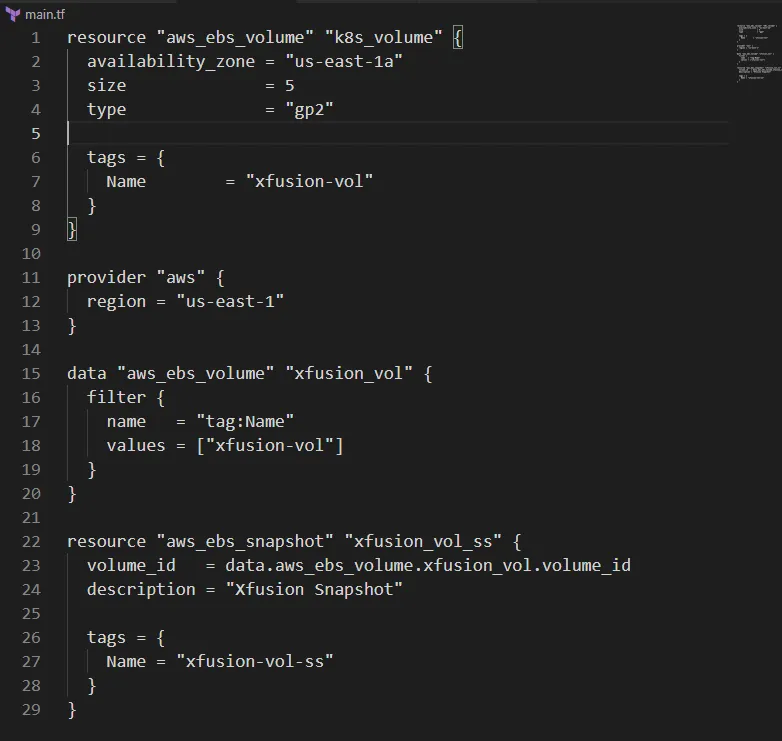 main.tf
1 resource "aws_ebs_volume" "k8s_volume" {
2   availability_zone = "us-east-1a"
3   size              = 5
4   type              = "gp2"
5
6   tags = {
7     Name        = "xfusion-vol"
8   }
9 }
10
11 provider "aws" {
12   region = "us-east-1"
13 }
14
15 data "aws_ebs_volume" "xfusion_vol" {
16   filter {
17     name   = "tag:Name"
18     values = ["xfusion-vol"]
19   }
20 }
21
22 resource "aws_ebs_snapshot" "xfusion_vol_ss" {
23   volume_id   = data.aws_ebs_volume.xfusion_vol.volume_id
24   description = "Xfusion Snapshot"
25
26   tags = {
27     Name = "xfusion-vol-ss"
28   }
29 }